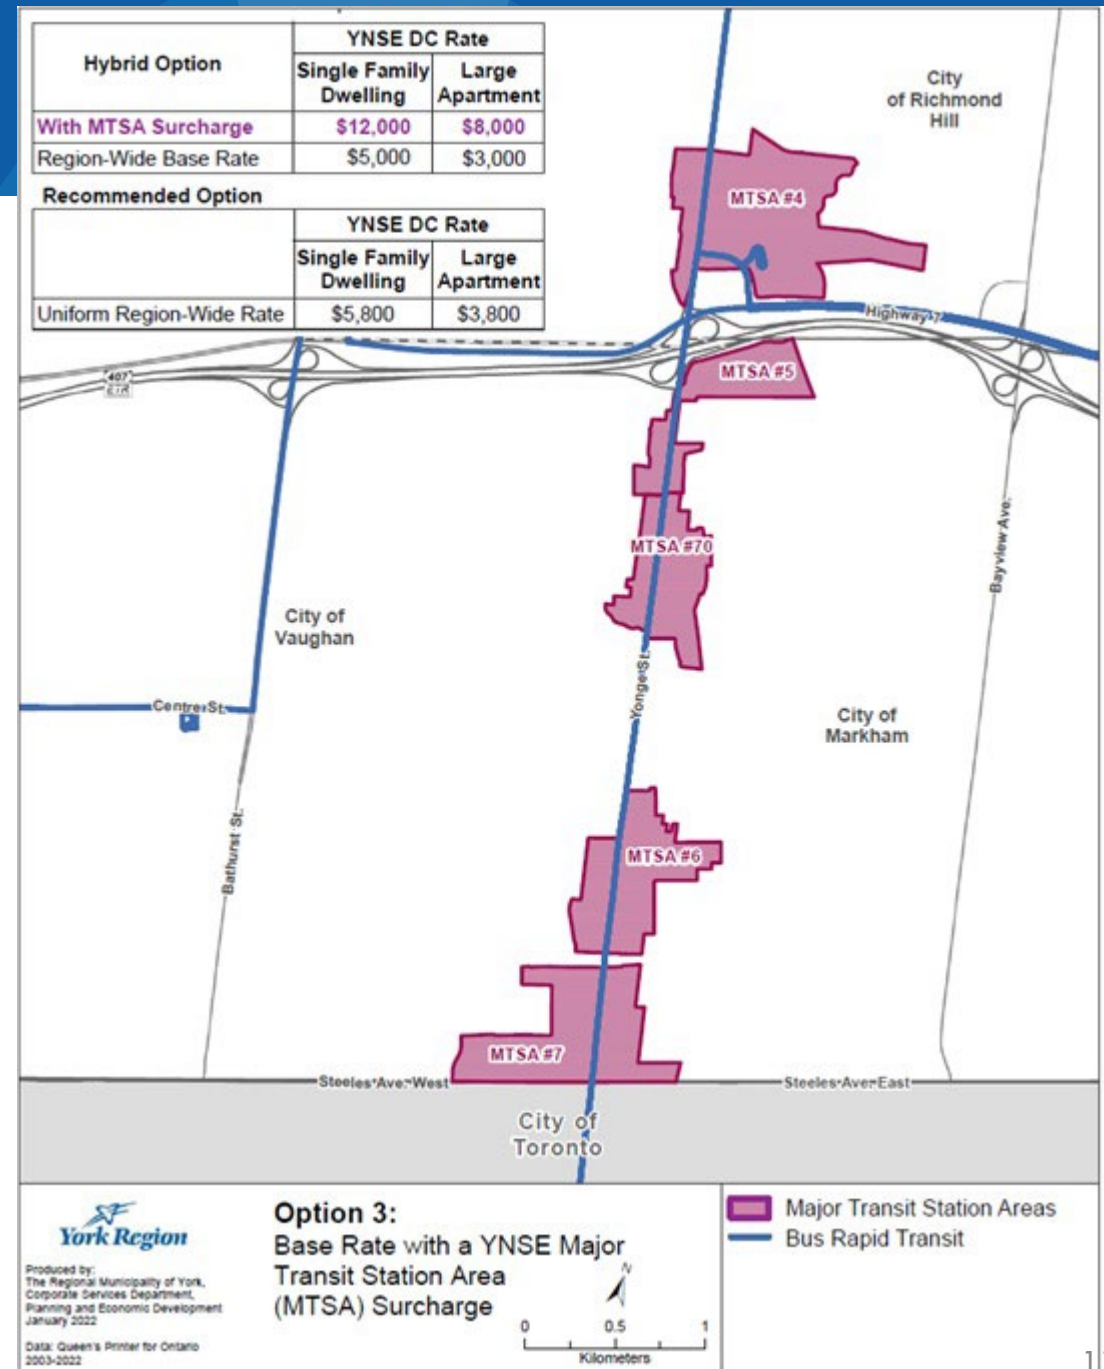 Hybrid Option
YNSE DC Rate
Single Family Dwelling
Large Apartment
With MTSA Surcharge $12,000 $8,000
Region-Wide Base Rate $5,000 $3,000
Recommended Option
YNSE DC Rate
Single Family Dwelling
Large Apartment
Uniform Region-Wide Rate $5,800 $3,800
City
of Richmond
Hill
MTSA #4
Highway 7
407
ETR
MTSA #5
MTSA #70
Bayview Ave.
City of
Vaughan
Yonge St.
Centre St.
City of
Markham
Bathurst St.
MTSA #6
MTSA #7
Steeles Ave. West
Steeles Ave. East
City of
Toronto
York Region
Produced by:
The Regional Municipality of York,
Corporate Services Department,
Planning and Economic Development
January 2022
Data: Queen's Printer for Ontario
2003-2022
Option 3:
Base Rate with a YNSE Major
Transit Station Area
(MTSA) Surcharge
N
0 0.5 1
Kilometers
Major Transit Station Areas
Bus Rapid Transit